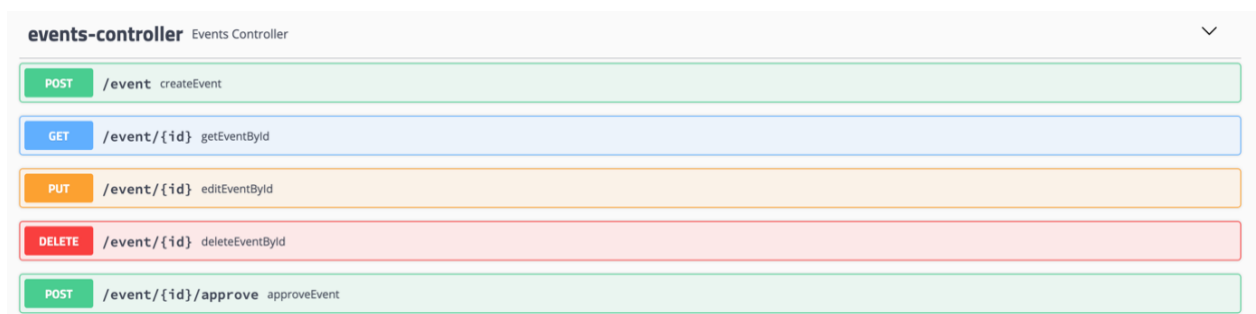 events-controller Events Controller
POST /event createEvent
GET /event/{id} getEventById
PUT /event/{id} editEventById
DELETE /event/{id} deleteEventById
POST /event/{id}/approve approveEvent